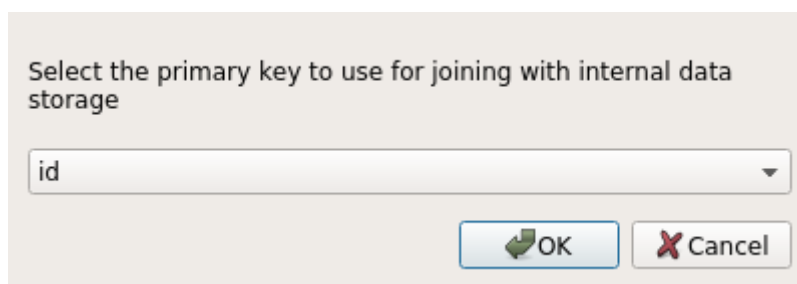 Select the primary key to use for joining with internal data
storage
id
OK
Cancel